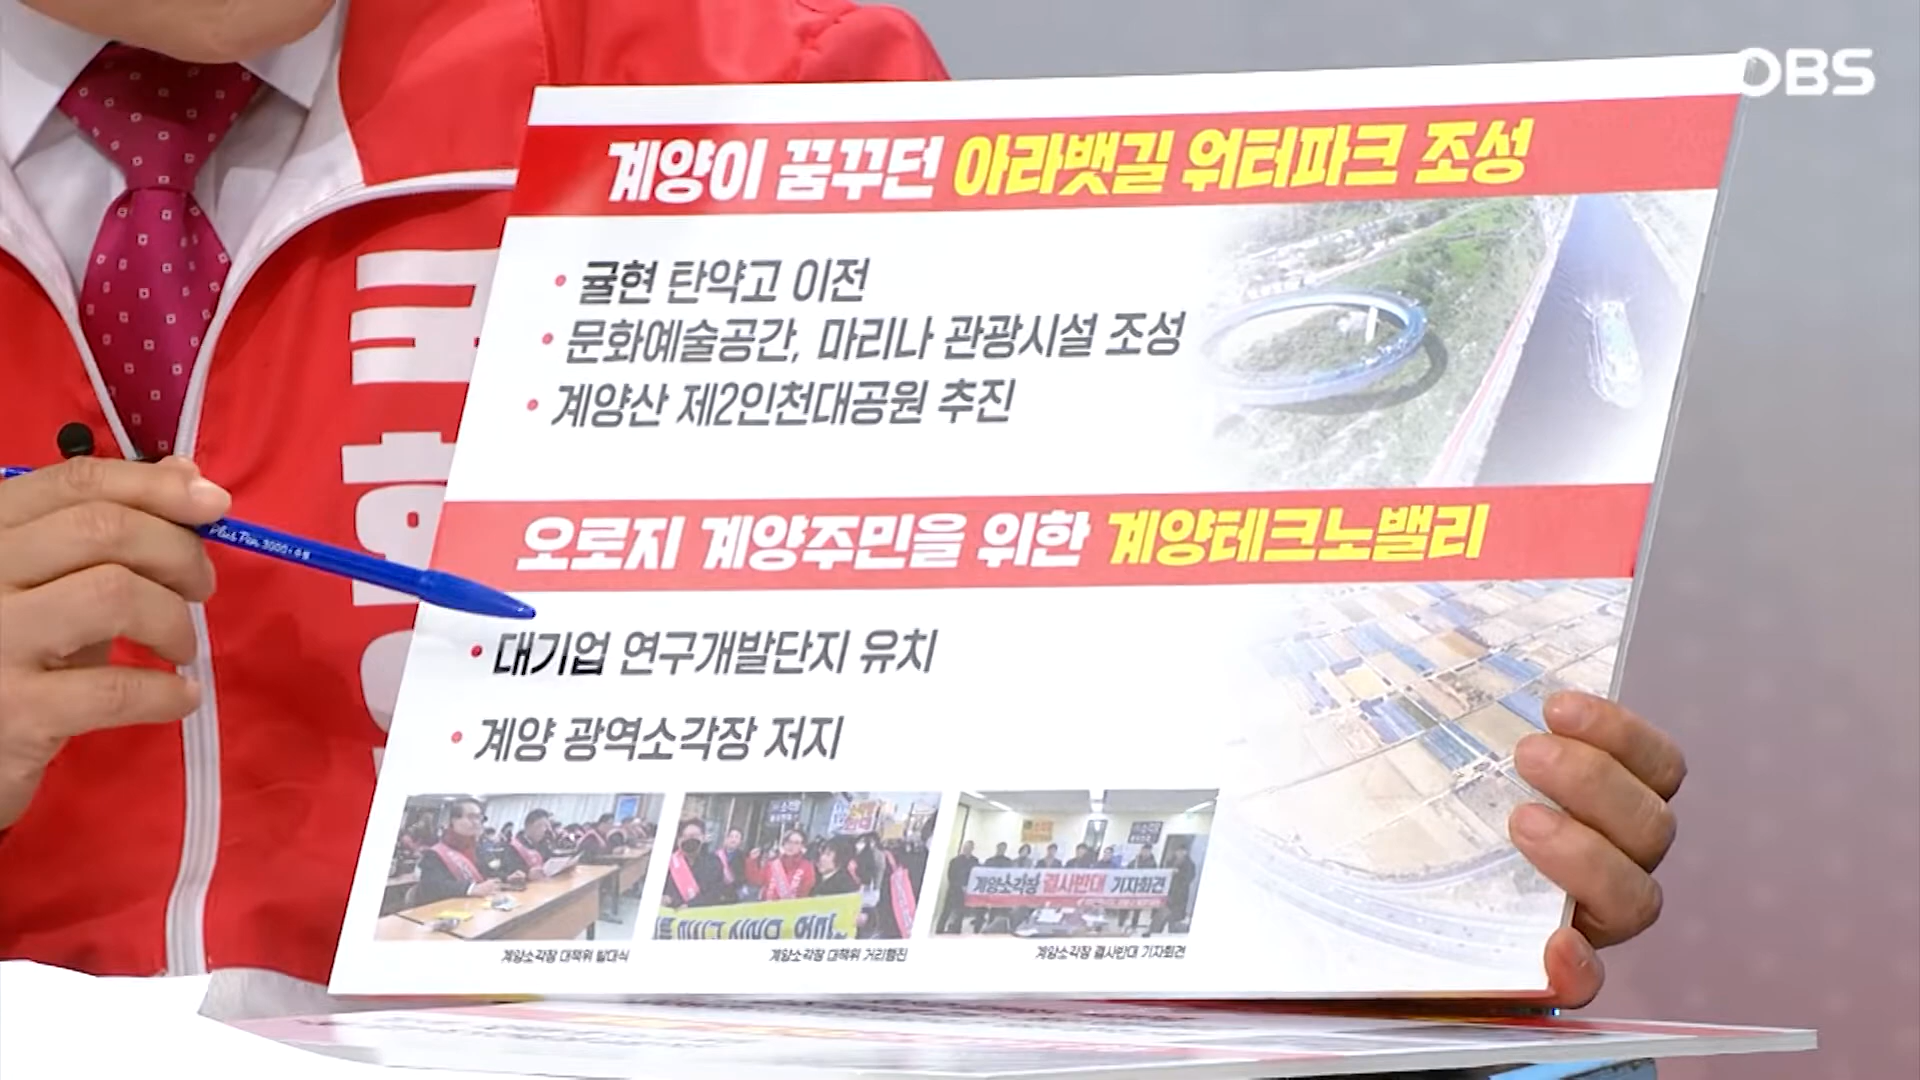 OBS
계양이 꿈꾸던 아라뱃길 워터파크 조성
• 귤현 탄약고 이전
• 문화예술공간, 마리나 관광시설 조성
• 계양산 제2인천대공원 추진
오로지 계양주민을 위한 계양테크노밸리
Plus Pen 3000
• 대기업 연구개발단지 유치
• 계양 광역소각장 저지
계양소각장 결사반대 기자회견
계양소각장 대책위 발대식
계양소각장 대책위 거리행진
계양소각장 결사반대 기자회견